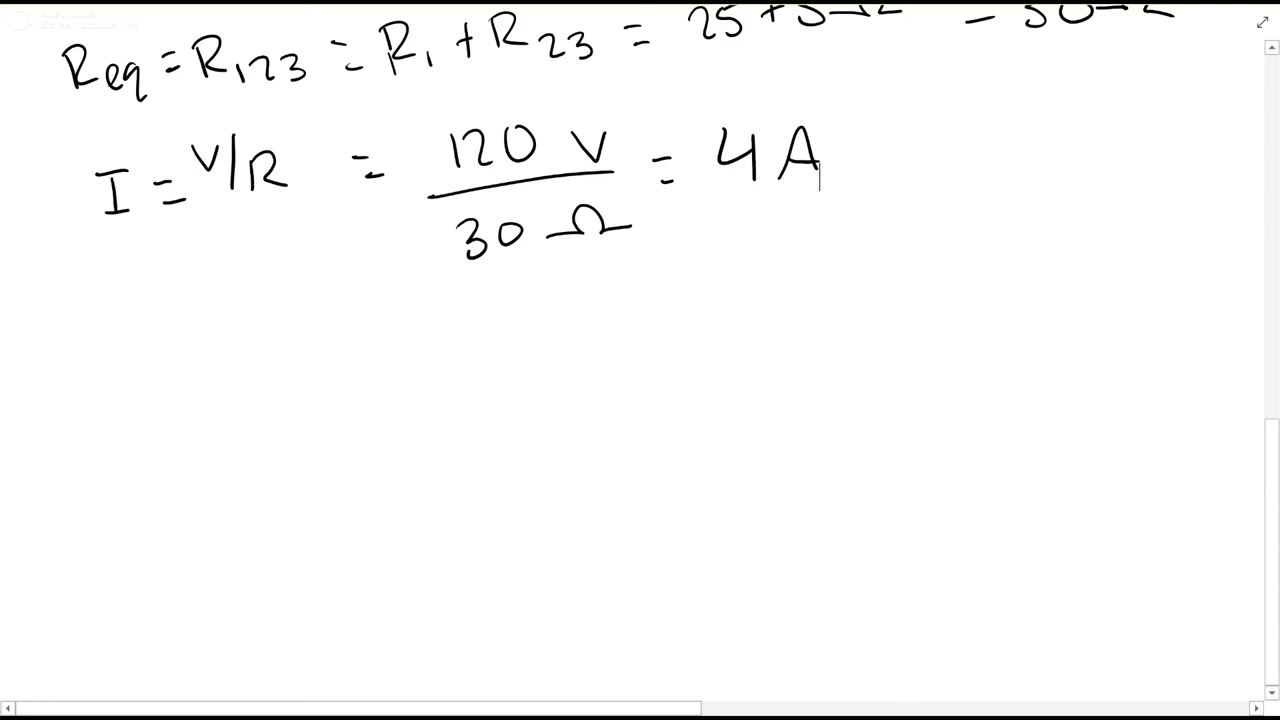 Req = R123 = R1 + R23 = 25 + 5 Ω = 30 Ω
I = V/R = 120 V / 30 Ω = 4 A